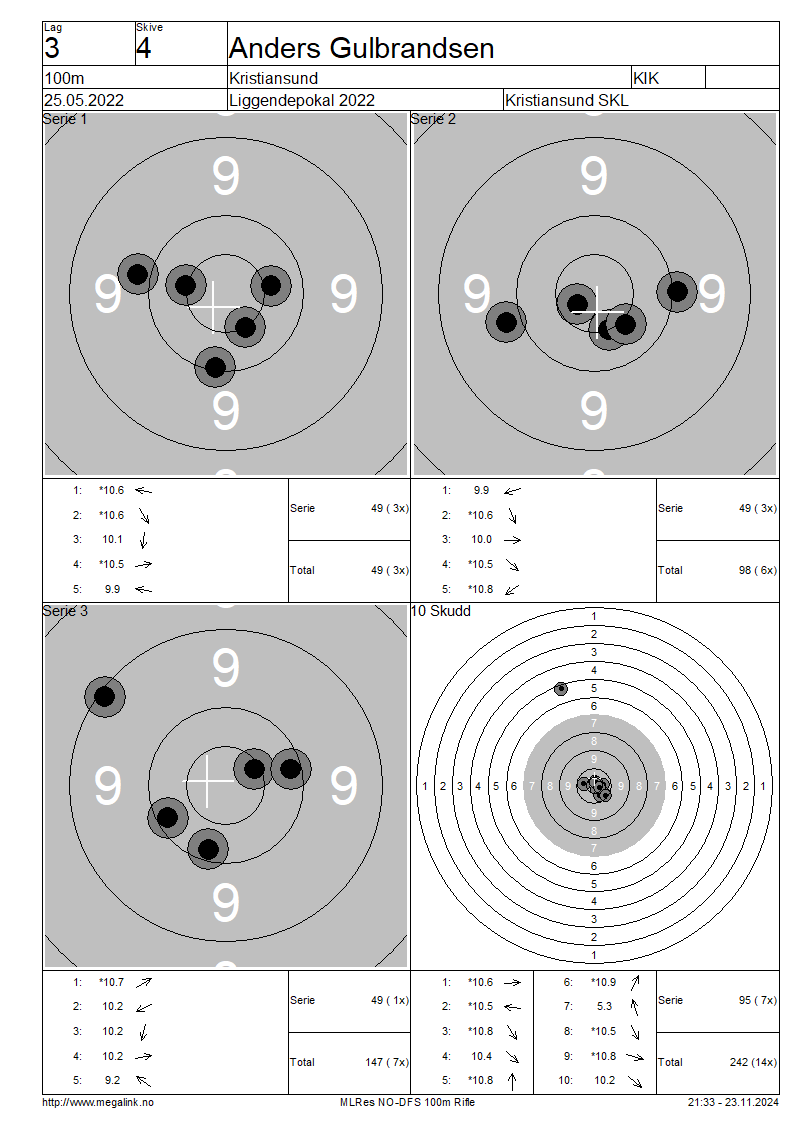 Lag Skive
3 4 Anders Gulbrandsen
100m Kristiansund KIK
25.05.2022 Liggendepokal 2022 Kristiansund SKL
Serie 1
9
9 9
9
1: *10.6
2: *10.6
3: 10.1
4: *10.5
5: 9.9
Serie 49 ( 3x)
Total 49 ( 3x)
Serie 2
9
9 9
9
1: 9.9
2: *10.6
3: 10.0
4: *10.5
5: *10.8
Serie 49 ( 3x)
Total 98 ( 6x)
Serie 3
9
9 9
9
1: *10.7
2: 10.2
3: 10.2
4: 10.2
5: 9.2
Serie 49 ( 1x)
Total 147 ( 7x)
10 Skudd
1
2
3
4
5
6
7
8
9
1 2 3 4 5 6 7 8 9 9 8 7 6 5 4 3 2 1
9
8
7
6
5
4
3
2
1
1: *10.6 6: *10.9
2: *10.5 7: 5.3
3: *10.8 8: *10.5
4: 10.4 9: *10.8
5: *10.8 10: 10.2
Serie 95 ( 7x)
Total 242 (14x)
http://www.megalink.no MLRes NO-DFS 100m Rifle 21:33 - 23.11.2024